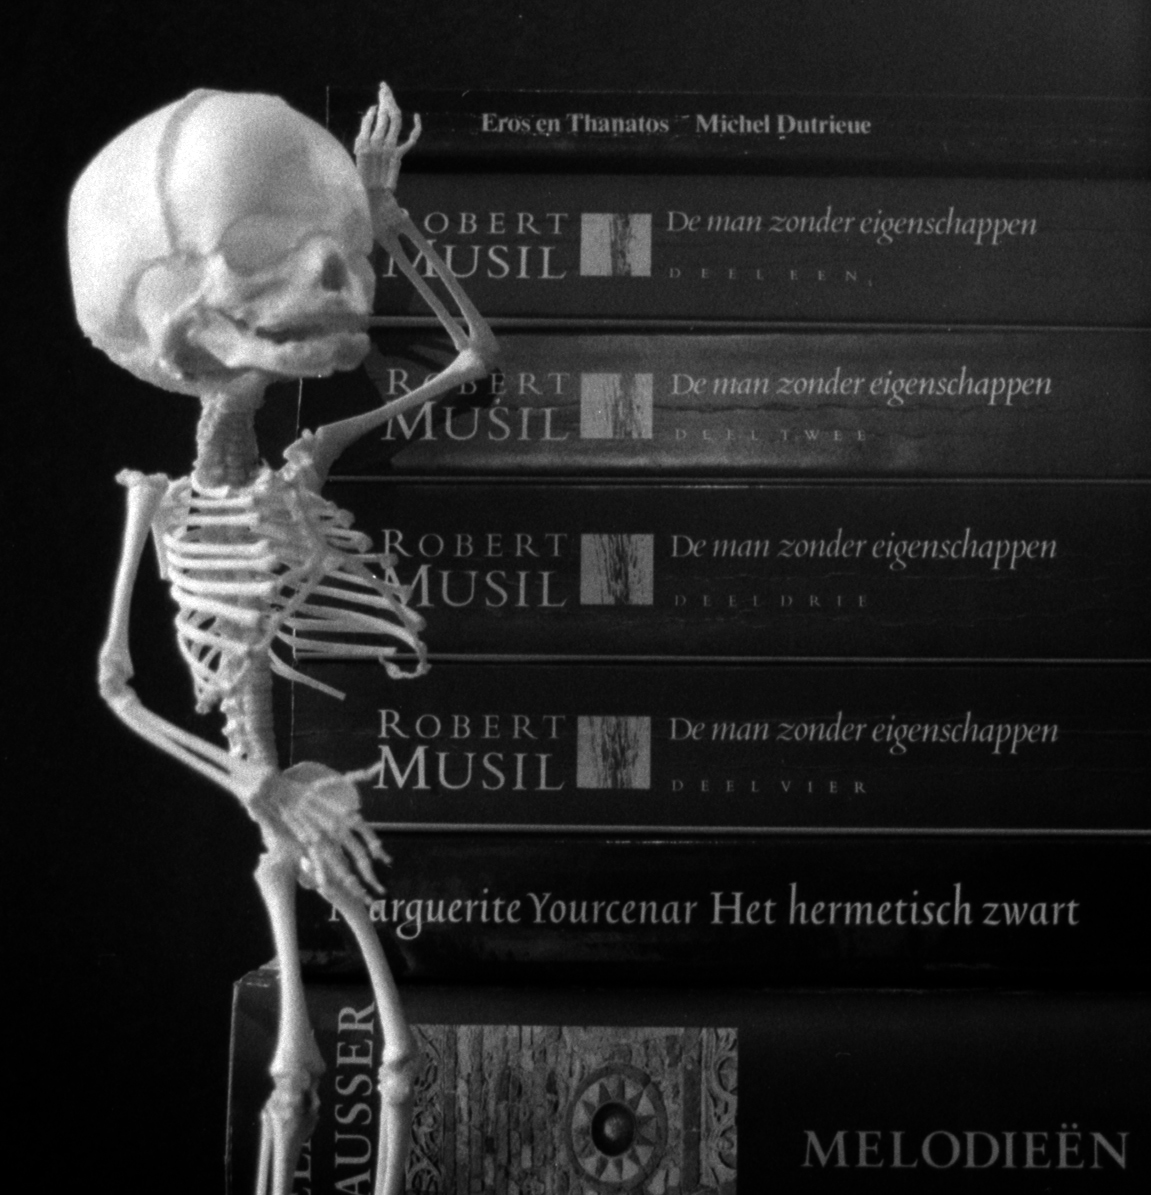 Eros en Thanatos Michel Dutrieue
ROBERT
MUSIL
De man zonder eigenschappen
DEEL EEN
ROBERT
MUSIL
De man zonder eigenschappen
DEEL TWEE
ROBERT
MUSIL
De man zonder eigenschappen
DEEL DRIE
ROBERT
MUSIL
De man zonder eigenschappen
DEEL VIER
Marguerite Yourcenar Het hermetisch zwart
AUSSER
MELODIEËN